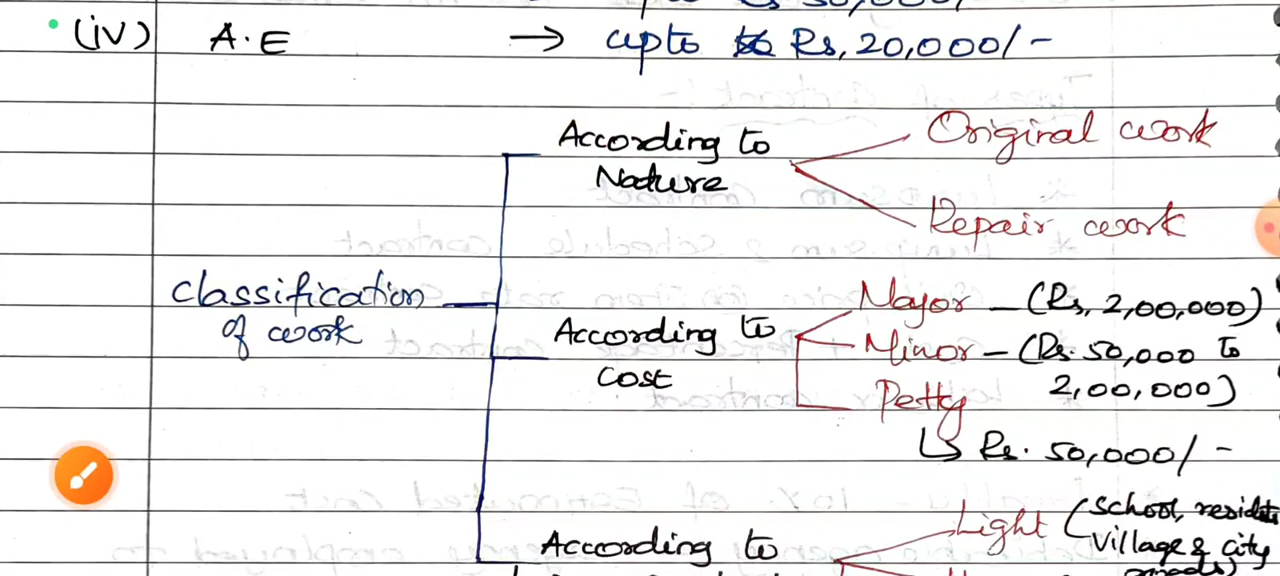 (iv) A.E → upto Rs, 20,000/-
According to Nature
Original work
Repair work
classification of work
According to cost
Major – (Rs, 2,00,000)
Minor – (Rs. 50,000 to 2,00,000)
Petty
↳ Rs. 50,000/-
According to
Light (school,
village & city